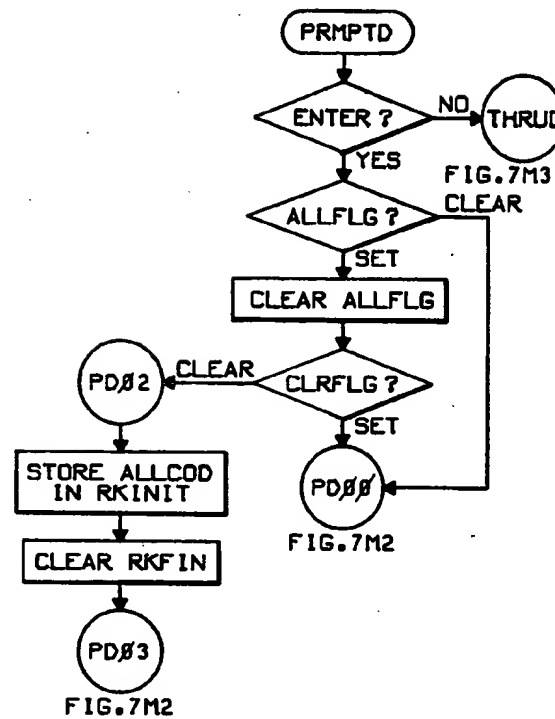 PRMPTD
ENTER ?
NO
THRUD
YES
FIG.7M3
ALLFLG ?
CLEAR
SET
CLEAR ALLFLG
PDØ2
CLEAR
CLRFLG ?
SET
STORE ALLCOD
IN RKINIT
PDØØ
FIG.7M2
CLEAR RKFIN
PDØ3
FIG.7M2